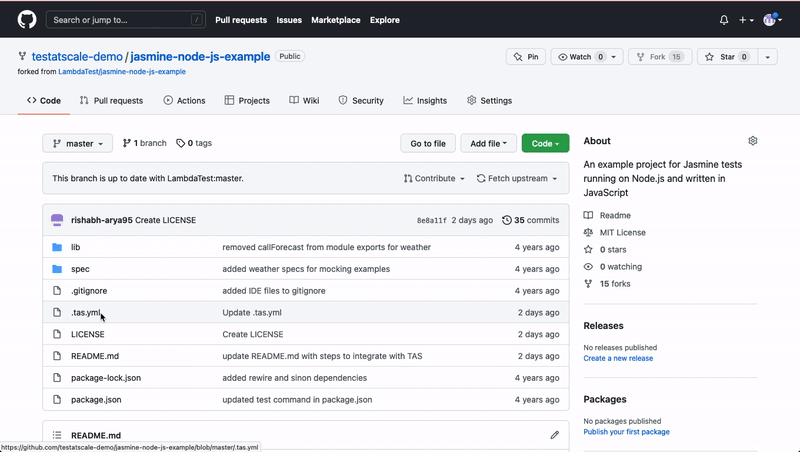 Search or jump to... /
Pull requests Issues Marketplace Explore
testatscale-demo / jasmine-node-js-example Public
forked from LambdaTest/jasmine-node-js-example
Pin Watch 0 Fork 15 Star 0
Code Pull requests Actions Projects Wiki Security Insights Settings
master 1 branch 0 tags Go to file Add file Code
This branch is up to date with LambdaTest:master. Contribute Fetch upstream
rishabh-arya95 Create LICENSE 8e8a11f 2 days ago 35 commits
lib removed callForecast from module exports for weather 4 years ago
spec added weather specs for mocking examples 4 years ago
.gitignore added IDE files to gitignore 4 years ago
.tas.yml Update .tas.yml 2 days ago
LICENSE Create LICENSE 2 days ago
README.md update README.md with steps to integrate with TAS 2 days ago
package-lock.json added rewire and sinon dependencies 4 years ago
package.json updated test command in package.json 4 years ago
README.md
About
An example project for Jasmine tests
running on Node.js and written in
JavaScript
Readme
MIT License
0 stars
0 watching
15 forks
Releases
No releases published
Create a new release
Packages
No packages published
Publish your first package
https://github.com/testatscale-demo/jasmine-node-js-example/blob/master/.tas.yml